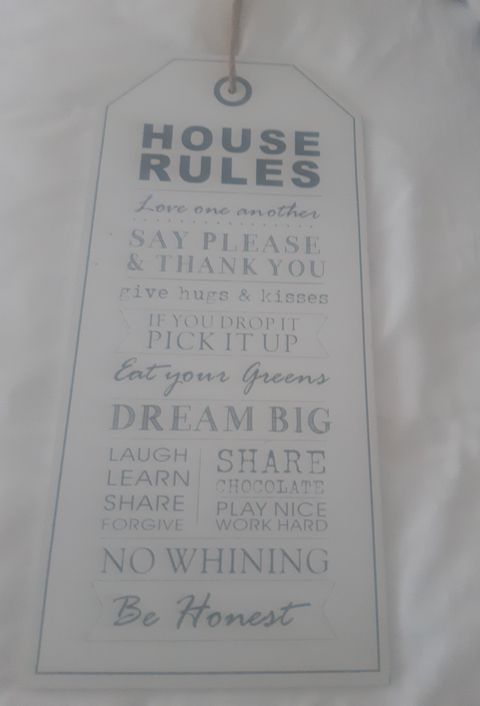 HOUSE
RULES
Love one another
SAY PLEASE
& THANK YOU
give hugs & kisses
IF YOU DROP IT
PICK IT UP
Eat your Greens
DREAM BIG
LAUGH
LEARN
SHARE
FORGIVE
SHARE
CHOCOLATE
PLAY NICE
WORK HARD
NO WHINING
Be Honest